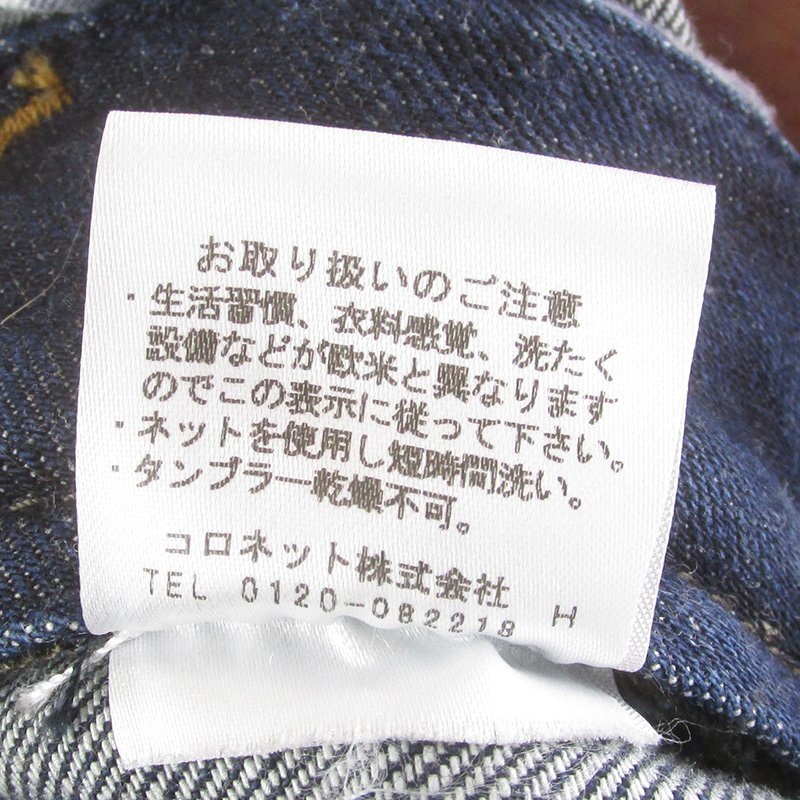 お取り扱いのご注意
・生活習慣、衣料感覚、洗たく
設備などが欧米と異なります
のでこの表示に従って下さい。
・ネットを使用し短時間洗い。
・タンブラー乾燥不可。
コロネット株式会社
TEL 0120-082218 H